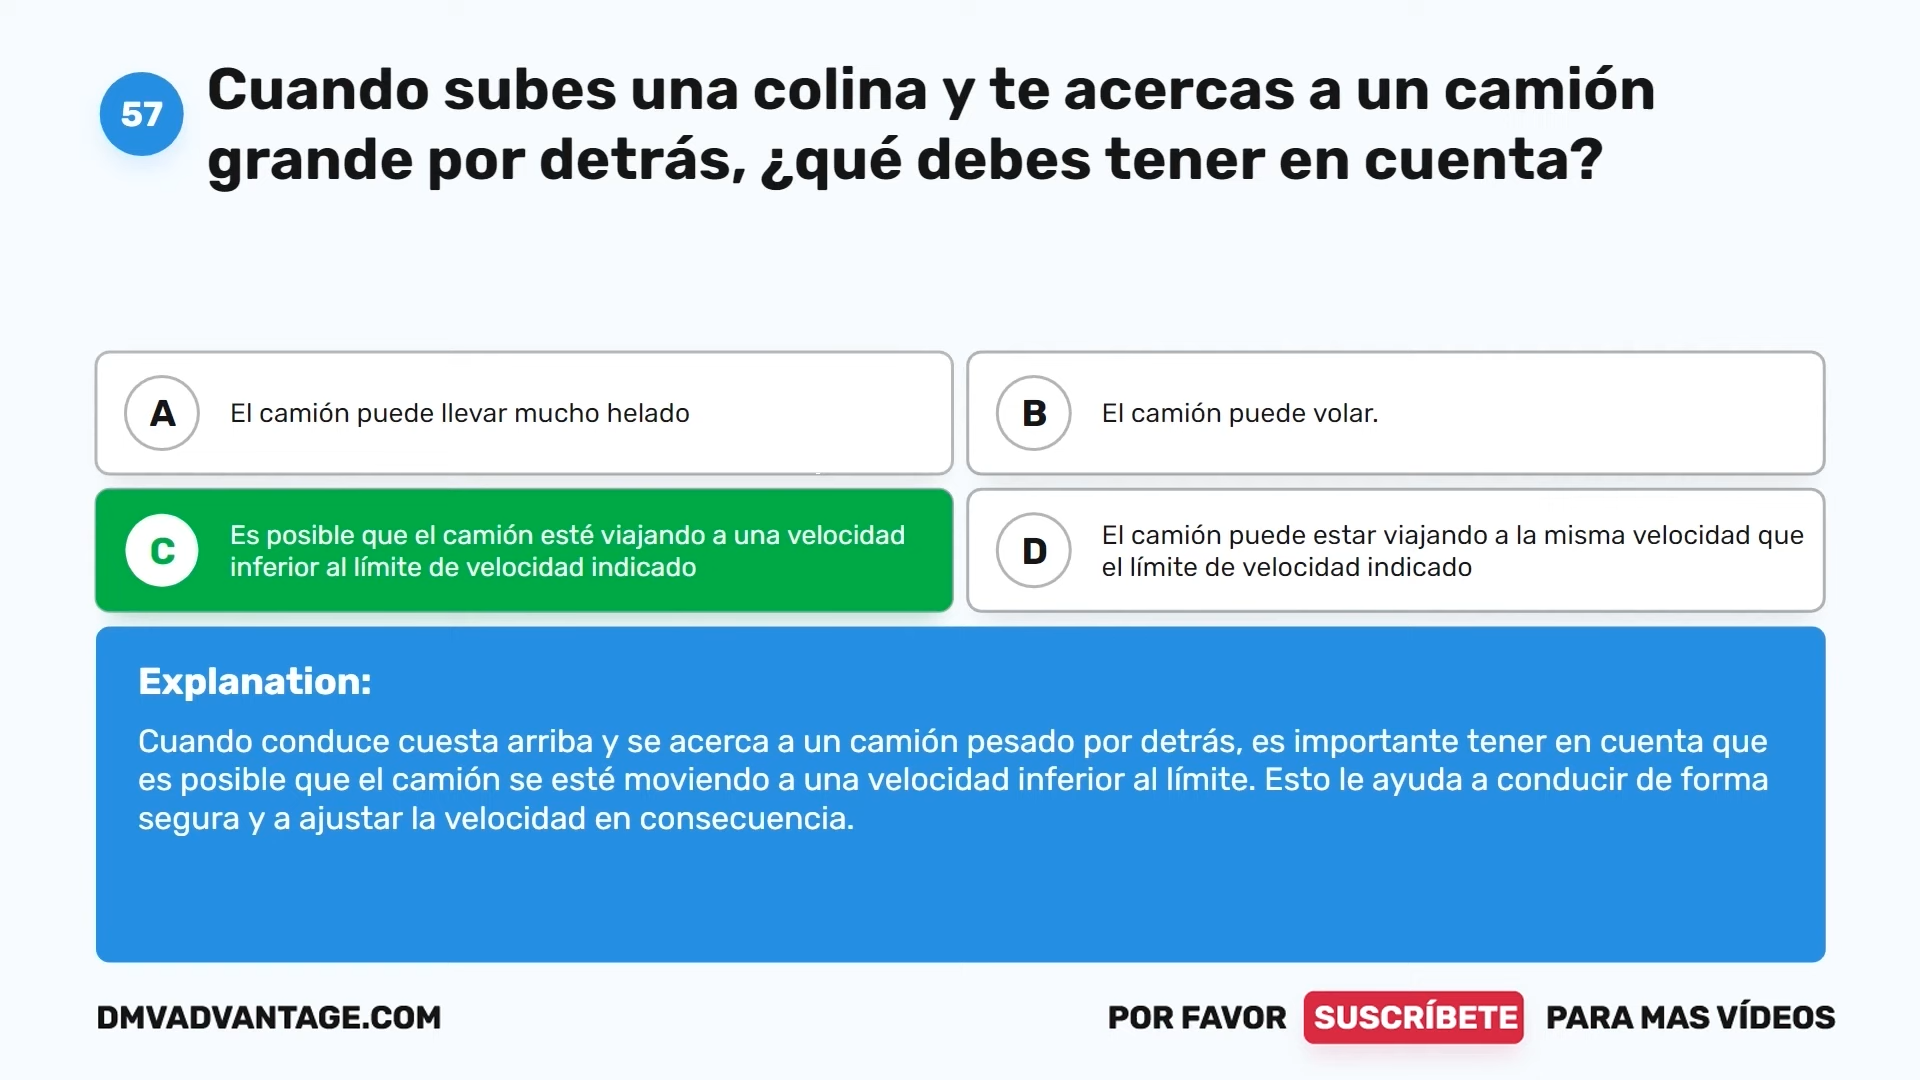 57
Cuando subes una colina y te acercas a un camión
grande por detrás, ¿qué debes tener en cuenta?
A
El camión puede llevar mucho helado
B
El camión puede volar.
C
Es posible que el camión esté viajando a una velocidad
inferior al límite de velocidad indicado
D
El camión puede estar viajando a la misma velocidad que
el límite de velocidad indicado
Explanation:
Cuando conduce cuesta arriba y se acerca a un camión pesado por detrás, es importante tener en cuenta que
es posible que el camión se esté moviendo a una velocidad inferior al límite. Esto le ayuda a conducir de forma
segura y a ajustar la velocidad en consecuencia.
DMVADVANTAGE.COM
POR FAVOR SUSCRÍBETE PARA MAS VÍDEOS